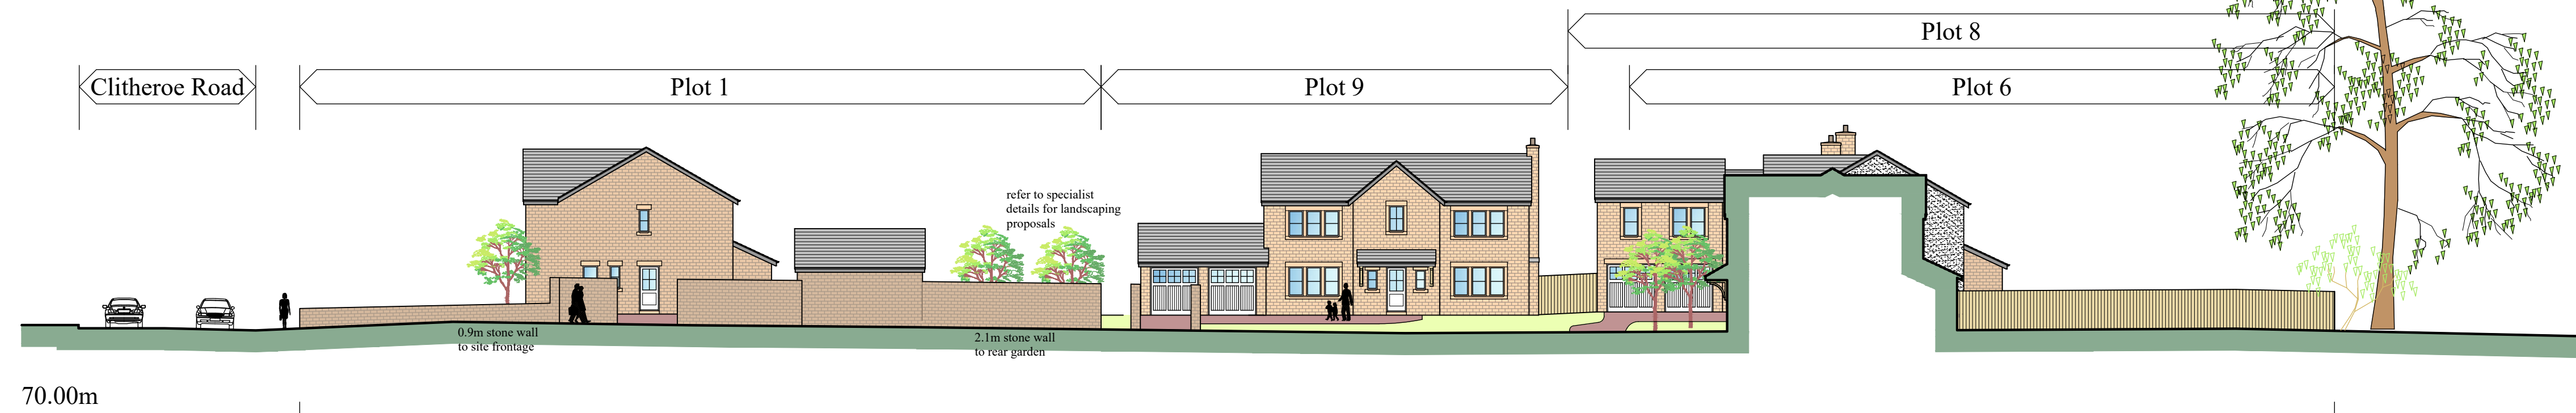 Plot 8
Clitheroe Road
Plot 1
Plot 9
Plot 6
refer to specialist
details for landscaping
proposals
0.9m stone wall
to site frontage
2.1m stone wall
to rear garden
70.00m